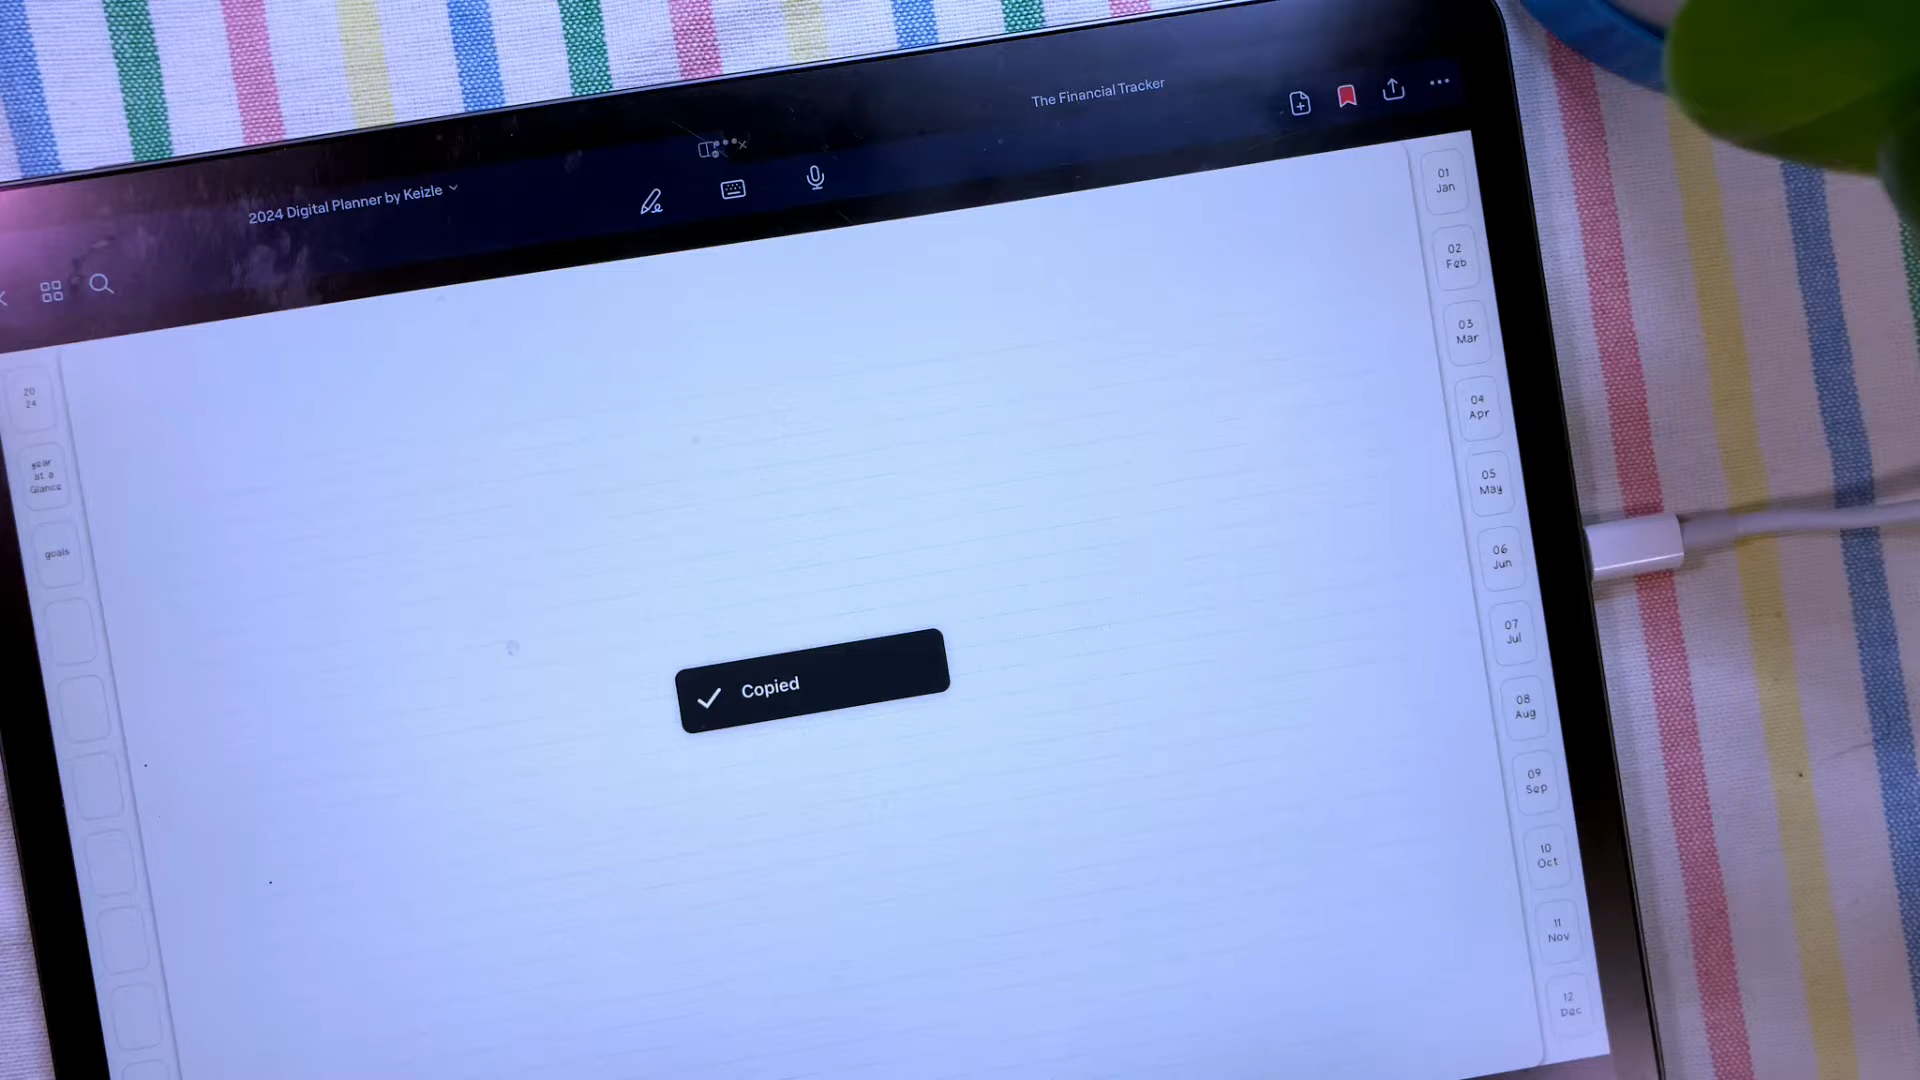 The Financial Tracker
2024 Digital Planner by Keizle
20
24
year
at a
Glance
goals
Copied
01
Jan
02
Feb
03
Mar
04
Apr
05
May
06
Jun
07
Jul
08
Aug
09
Sep
10
Oct
11
Nov
12
Dec